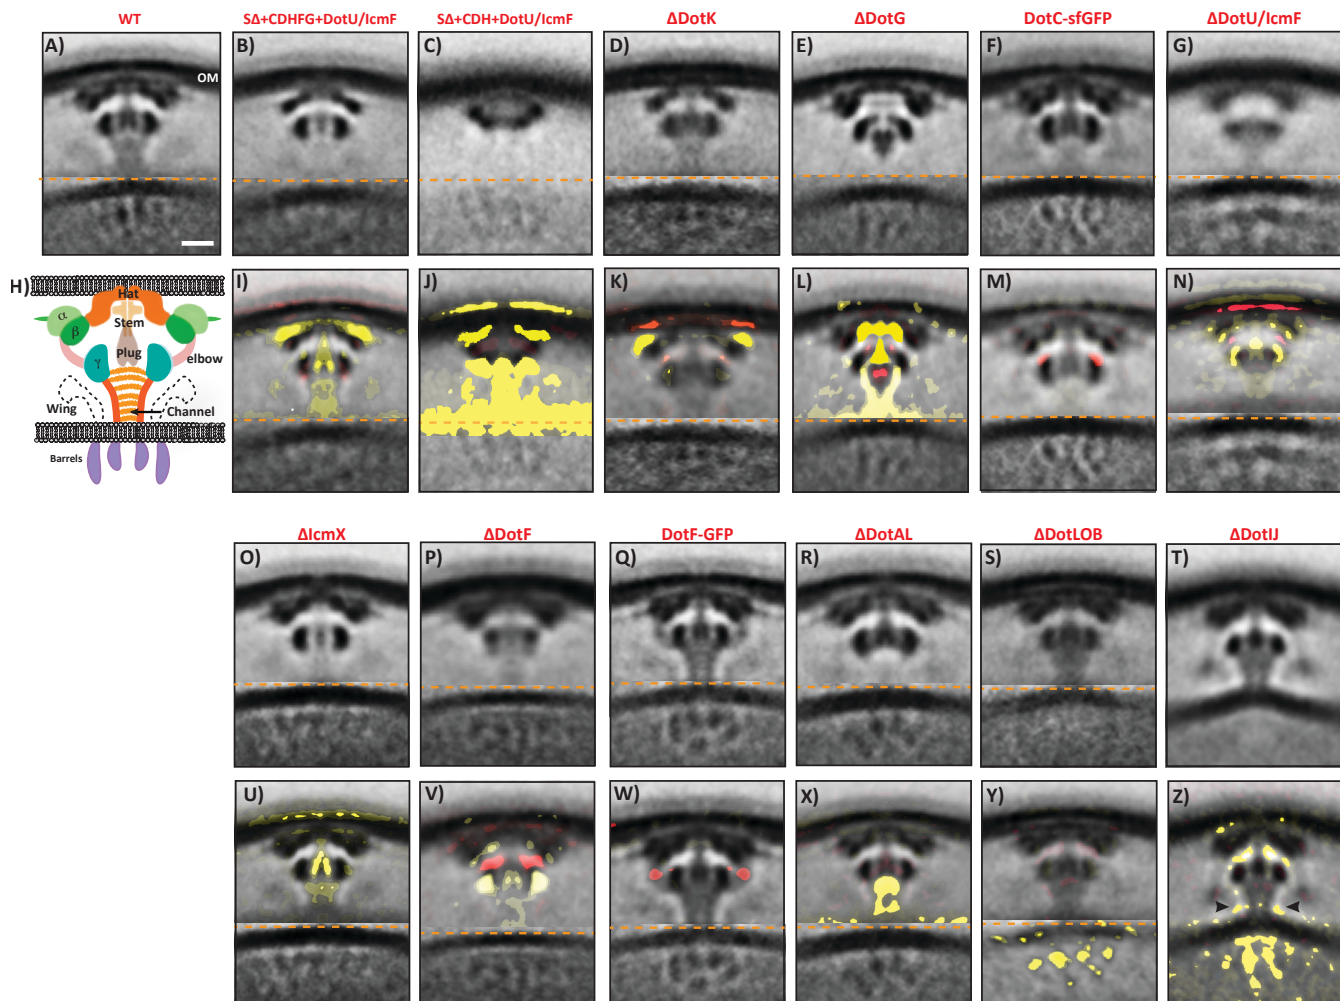 WT
SΔ+CDHFG+DotU/IcmF
SΔ+CDH+DotU/IcmF
ΔDotK
ΔDotG
DotC-sfGFP
ΔDotU/IcmF
A)
B)
C)
D)
E)
F)
G)
OM
H)
I)
J)
K)
L)
M)
N)
Hat
α
β
Stem
Plug
γ
elbow
Wing
Channel
Barrels
ΔIcmX
ΔDotF
DotF-GFP
ΔDotAL
ΔDotLOB
ΔDotIJ
O)
P)
Q)
R)
S)
T)
U)
V)
W)
X)
Y)
Z)